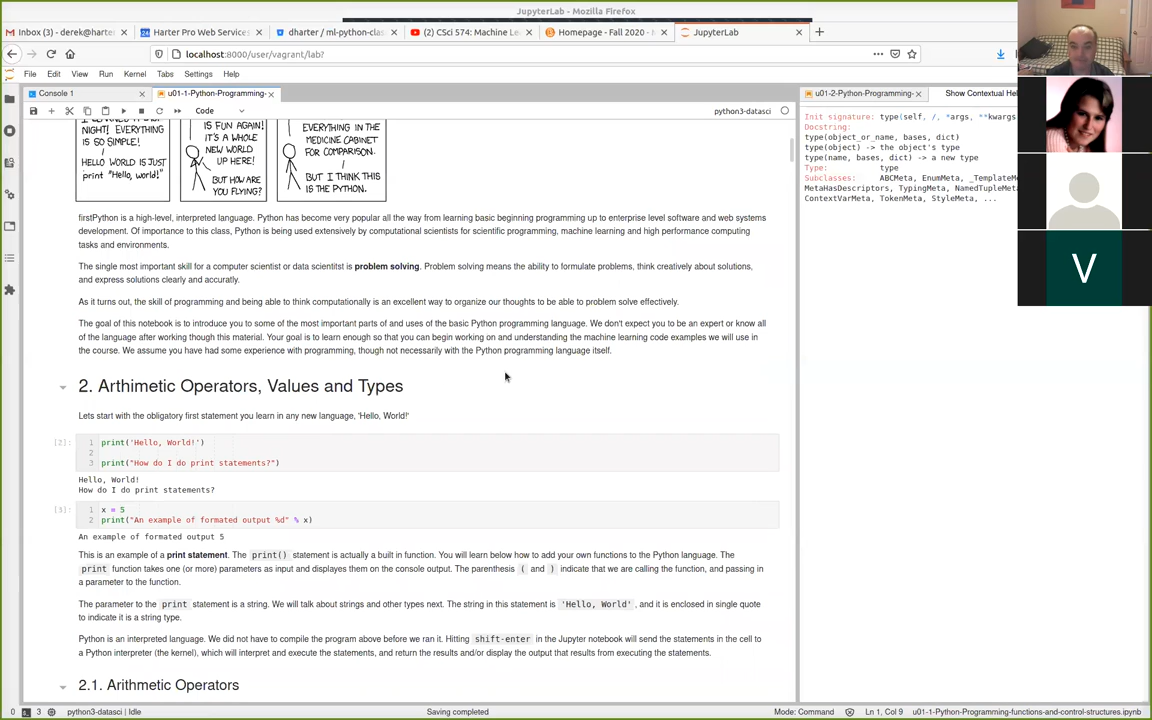 JupyterLab - Mozilla Firefox
Inbox (3) - derek@harte
Harter Pro Web Services
dharter / ml-python-clas
(2) CSci 574: Machine Le
Homepage - Fall 2020 -
JupyterLab
localhost:8000/user/vagrant/lab?
File Edit View Run Kernel Tabs Settings Help
Console 1
u01-1-Python-Programming-
u01-2-Python-Programming-
Show Contextual Hel
Code
python3-datasci
NIGHT! EVERYTHING
IS SO SIMPLE!
HELLO WORLD IS JUST
print "Hello, world!"
IS FUN AGAIN!
IT'S A WHOLE
NEW WORLD
UP HERE!
BUT HOW ARE
YOU FLYING?
EVERYTHING IN THE
MEDICINE CABINET
FOR COMPARISON.
BUT I THINK THIS
IS THE PYTHON.
firstPython is a high-level, interpreted language. Python has become very popular all the way from learning basic beginning programming up to enterprise level software and web systems
development. Of importance to this class, Python is being used extensively by computational scientists for scientific programming, machine learning and high performance computing
tasks and environments.
The single most important skill for a computer scientist or data scientitst is problem solving. Problem solving means the ability to formulate problems, think creatively about solutions,
and express solutions clearly and accuratly.
As it turns out, the skill of programming and being able to think computationally is an excellent way to organize our thoughts to be able to problem solve effectively.
The goal of this notebook is to introduce you to some of the most important parts of and uses of the basic Python programming language. We don't expect you to be an expert or know all
of the language after working though this material. Your goal is to learn enough so that you can begin working on and understanding the machine learning code examples we will use in
the course. We assume you have had some experience with programming, though not necessarily with the Python programming language itself.
2. Arthimetic Operators, Values and Types
Lets start with the obligatory first statement you learn in any new language, 'Hello, World!'
[2]: 1 print('Hello, World!')
2
3 print("How do I do print statements?")
Hello, World!
How do I do print statements?
[3]: 1 x = 5
2 print("An example of formated output %d" % x)
An example of formated output 5
This is an example of a print statement. The print() statement is actually a built in function. You will learn below how to add your own functions to the Python language. The
print function takes one (or more) parameters as input and displayes them on the console output. The parenthesis ( and ) indicate that we are calling the function, and passing in
a parameter to the function.
The parameter to the print statement is a string. We will talk about strings and other types next. The string in this statement is 'Hello, World' , and it is enclosed in single quote
to indicate it is a string type.
Python is an interpreted language. We did not have to compile the program above before we ran it. Hitting shift-enter in the Jupyter notebook will send the statements in the cell to
a Python interpreter (the kernel), which will interpret and execute the statements, and return the results and/or display the output that results from executing the statements.
2.1. Arithmetic Operators
Init signature: type(self, /, *args, **kwargs
Docstring:
type(object_or_name, bases, dict)
type(object) -> the object's type
type(name, bases, dict) -> a new type
Type: type
Subclasses: ABCMeta, EnumMeta, _TemplateM
MetaHasDescriptors, TypingMeta, NamedTupleMet
ContextVarMeta, TokenMeta, StyleMeta, ...
V
0 3 python3-datasci | Idle
Saving completed
Mode: Command
Ln 1, Col 9
u01-1-Python-Programming-functions-and-control-structures.ipynb